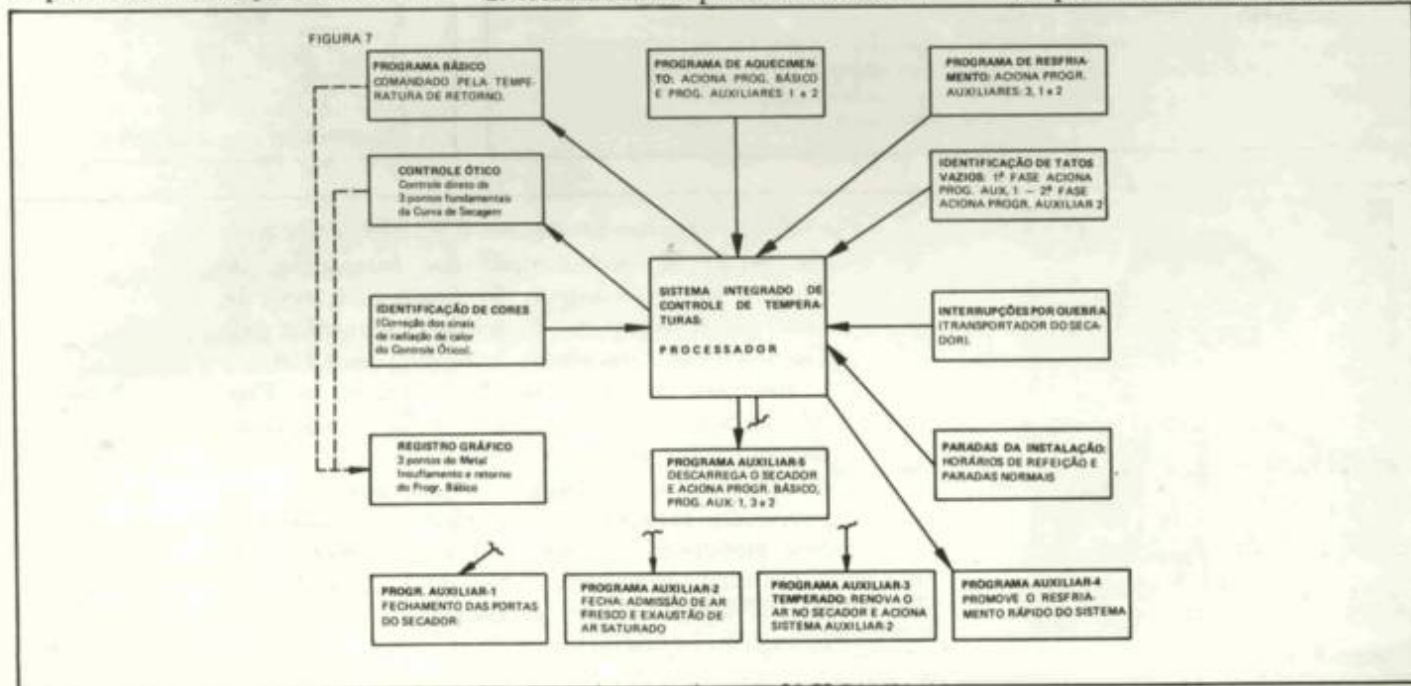 FIGURA 7
PROGRAMA BÁSICO
COMANDADO PELA TEMPE-
RATURA DE RETORNO.
PROGRAMA DE AQUECIMEN-
TO: ACIONA PROG. BÁSICO
E PROG. AUXILIARES 1 e 2
PROGRAMA DE RESFRIA-
MENTO: ACIONA PROGR.
AUXILIARES: 3, 1 e 2
CONTROLE ÓTICO
Controle direto de
3 pontos fundamentais
da Curva de Secagem
IDENTIFICAÇÃO DE TATOS
VAZIOS: 1ª FASE ACIONA
PROG. AUX. 1 – 2ª FASE
ACIONA PROGR. AUXILIAR 2
SISTEMA INTEGRADO DE
CONTROLE DE TEMPERA-
TURAS:
PROCESSADOR
IDENTIFICAÇÃO DE CORES
(Correção dos sinais
de radiação de calor
do Controle Ótico).
INTERRUPÇÕES POR QUEBRA
(TRANSPORTADOR DO SECA-
DOR).
REGISTRO GRÁFICO
3 pontos do Metal
Insuflamento e retorno
do Progr. Bático
PROGRAMA AUXILIAR-5
DESCARREGA O SECADOR
E ACIONA PROGR. BÁSICO,
PROG. AUX. 1, 3 e 2
PARADAS DA INSTALAÇÃO:
HORÁRIOS DE REFEIÇÃO E
PARADAS NORMAIS
PROGR. AUXILIAR-1
FECHAMENTO DAS PORTAS
DO SECADOR.
PROGRAMA AUXILIAR-2
FECHA: ADMISSÃO DE AR
FRESCO E EXAUSTÃO DE
AR SATURADO
PROGRAMA AUXILIAR-3
TEMPERADO: RENOVA O
AR NO SECADOR E ACIONA
SISTEMA AUXILIAR-2
PROGRAMA AUXILIAR-4
PROMOVE O RESFRIA-
MENTO RÁPIDO DO SISTEMA